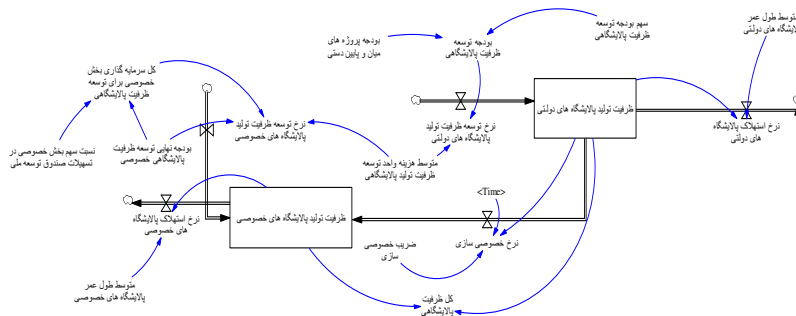 متوسط طول عمر
پالایشگاه های دولتی
سهم بودجه توسعه
ظرفیت پالایشگاهی
بودجه توسعه
ظرفیت پالایشگاهی
بودجه پروژه های
میان و پایین دستی
کل سرمایه گذاری بخش
خصوصی برای توسعه
ظرفیت پالایشگاهی
ظرفیت تولید پالایشگاه های دولتی
نرخ استهلاک پالایشگاه
های دولتی
نرخ توسعه ظرفیت تولید
پالایشگاه های دولتی
نرخ توسعه ظرفیت تولید
پالایشگاه های خصوصی
بودجه نهایی توسعه ظرفیت
پالایشگاهی خصوصی
نسبت سهم بخش خصوصی در
تسهیلات صندوق توسعه ملی
متوسط هزینه واحد توسعه
ظرفیت تولید پالایشگاهی
<Time>
نرخ استهلاک پالایشگاه
های خصوصی
ظرفیت تولید پالایشگاه های خصوصی
نرخ خصوصی سازی
ضریب خصوصی
سازی
متوسط طول عمر
پالایشگاه های خصوصی
کل ظرفیت
پالایشگاهی